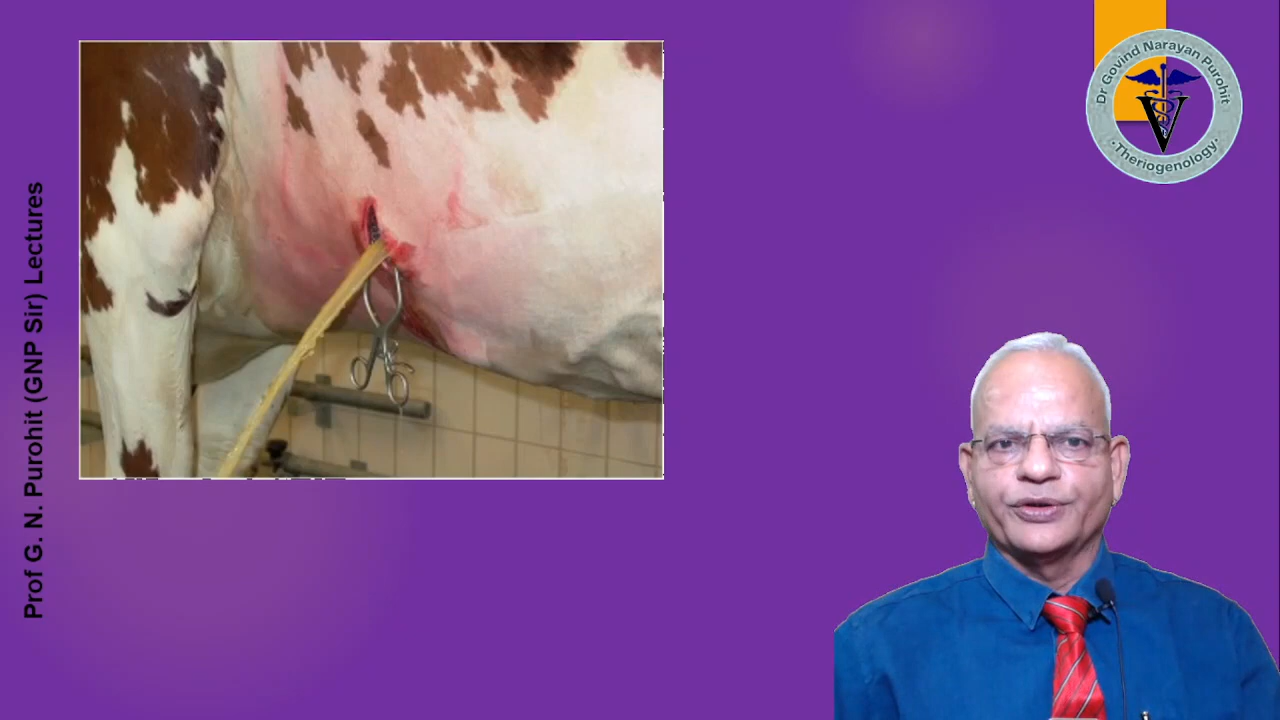 Prof G. N. Purohit (GNP Sir) Lectures
Dr Govind Narayan Purohit
·Theriogenology·